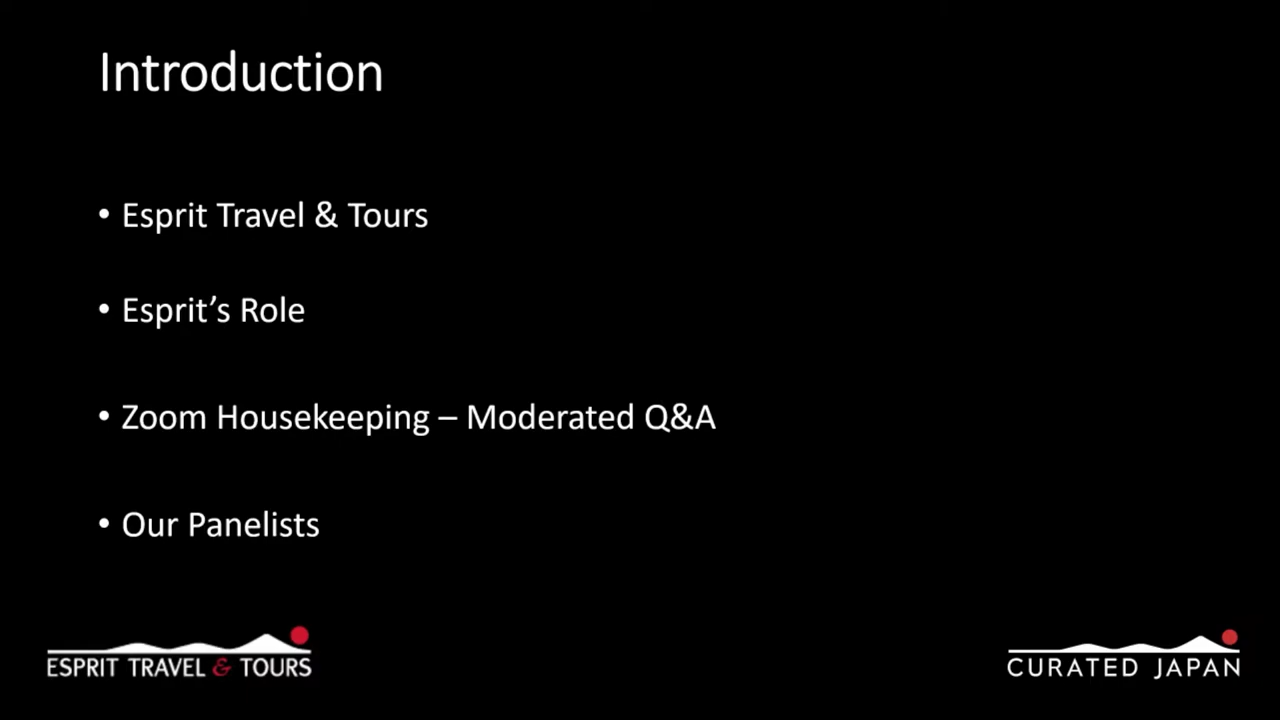 Introduction
• Esprit Travel & Tours
• Esprit’s Role
• Zoom Housekeeping – Moderated Q&A
• Our Panelists
ESPRIT TRAVEL & TOURS
CURATED JAPAN